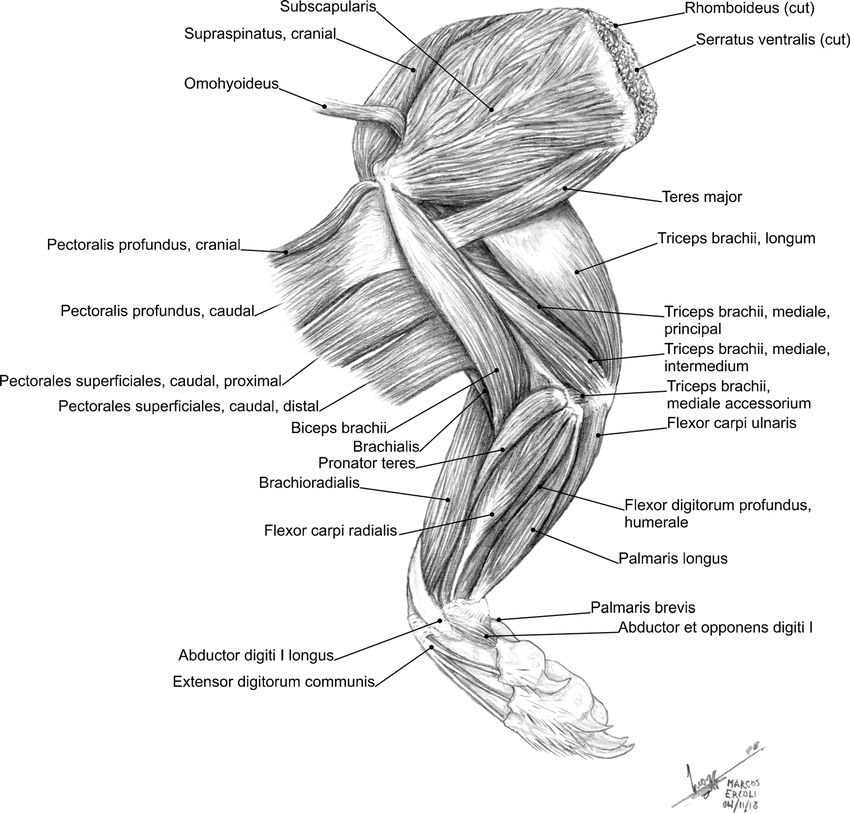 Subscapularis
Rhomboideus (cut)
Supraspinatus, cranial
Serratus ventralis (cut)
Omohyoideus
Teres major
Pectoralis profundus, cranial
Triceps brachii, longum
Pectoralis profundus, caudal
Triceps brachii, mediale,
principal
Triceps brachii, mediale,
intermedium
Pectorales superficiales, caudal, proximal
Triceps brachii,
mediale accessorium
Pectorales superficiales, caudal, distal
Flexor carpi ulnaris
Biceps brachii
Brachialis
Pronator teres
Brachioradialis
Flexor digitorum profundus,
humerale
Flexor carpi radialis
Palmaris longus
Palmaris brevis
Abductor et opponens digiti I
Abductor digiti I longus
Extensor digitorum communis
MARCOS
ERCOLI
04/11/13